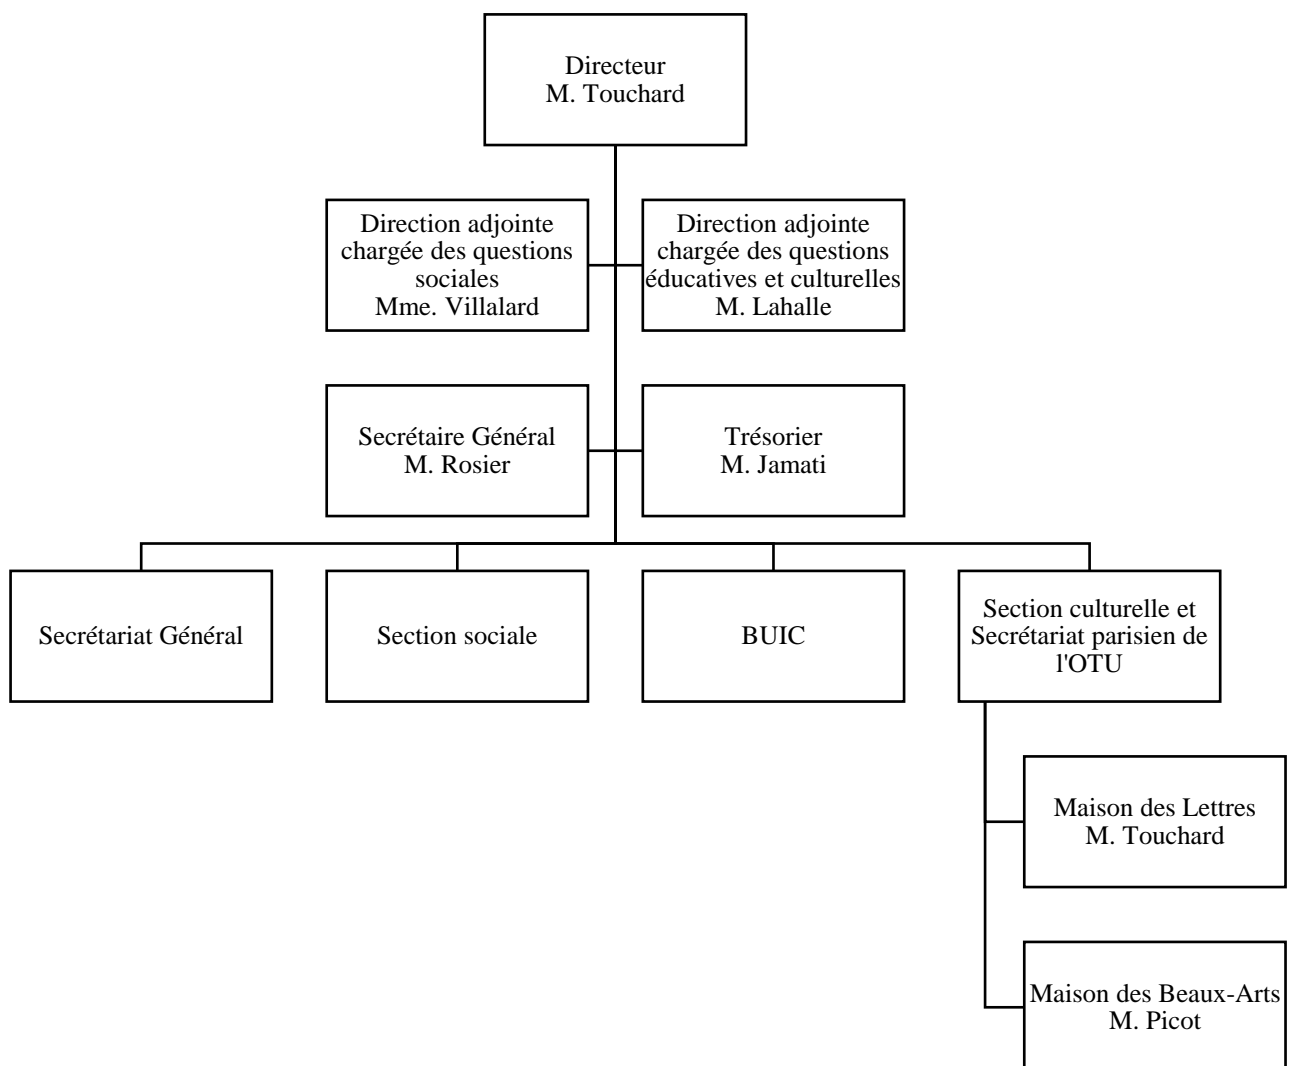 Directeur
M. Touchard
Direction adjointe
chargée des questions
sociales
Mme. Villalard
Direction adjointe
chargée des questions
éducatives et culturelles
M. Lahalle
Secrétaire Général
M. Rosier
Trésorier
M. Jamati
Secrétariat Général
Section sociale
BUIC
Section culturelle et
Secrétariat parisien de
l'OTU
Maison des Lettres
M. Touchard
Maison des Beaux-Arts
M. Picot